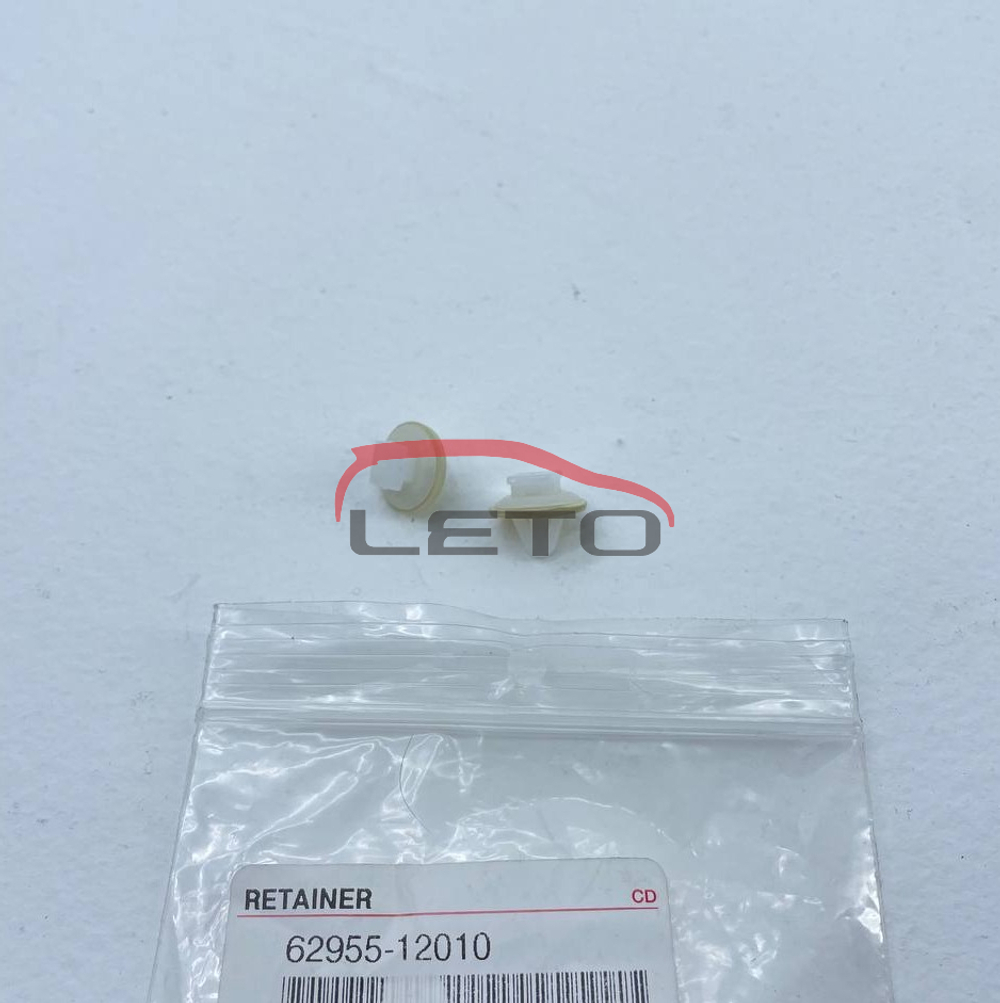 LETO
RETAINER CD
62955-12010